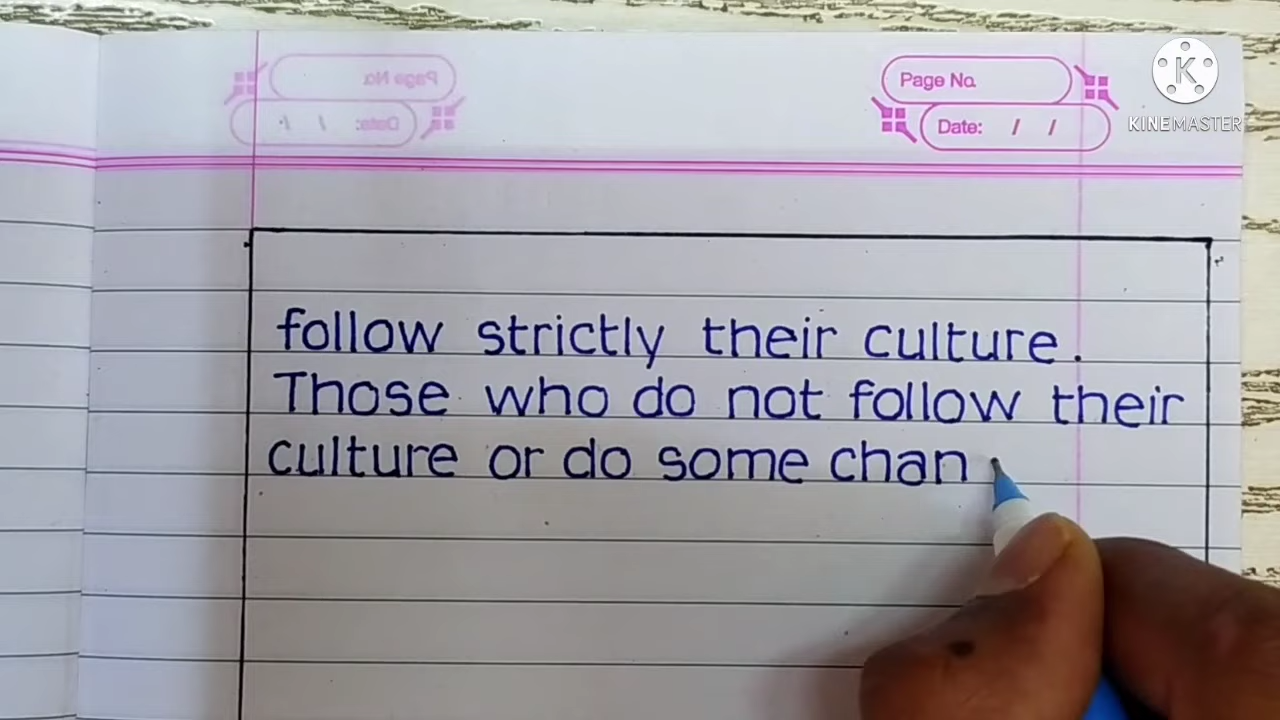 Page No.
Date: / /
KINEMASTER
follow strictly their culture.
Those who do not follow their
culture or do some chan